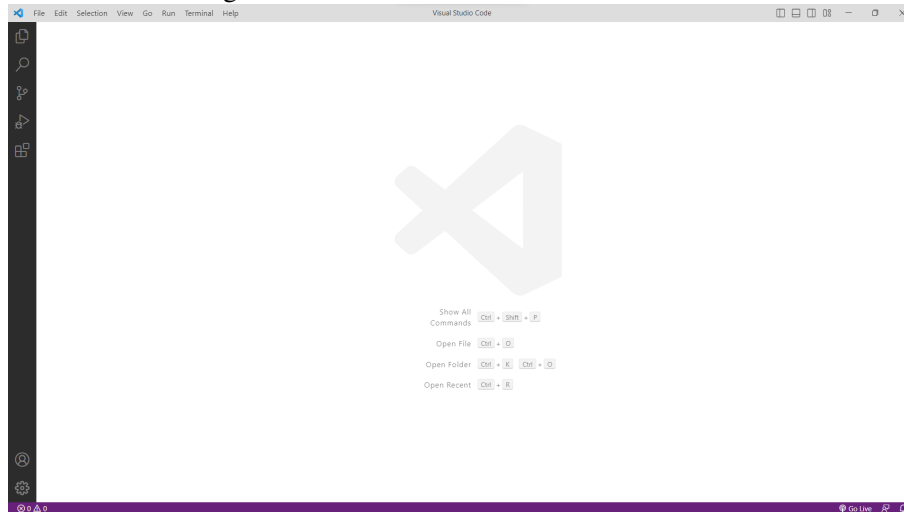 File Edit Selection View Go Run Terminal Help Visual Studio Code
Show All
Commands Ctrl + Shift + P
Open File Ctrl + O
Open Folder Ctrl + K Ctrl + O
Open Recent Ctrl + R
0 0 Go Live